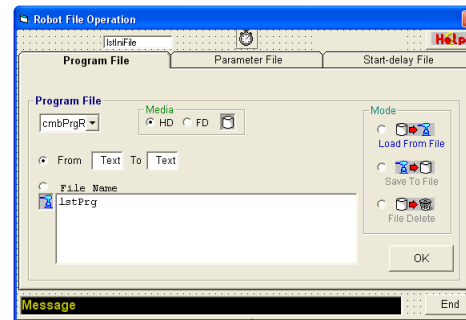 Robot File Operation
lstIniFile
Help
Program File
Parameter File
Start-delay File
Program File
Media
Mode
cmbPrgR
HD
FD
Load From File
From
Text
To
Text
Save To File
File Name
lstPrg
File Delete
OK
Message
End